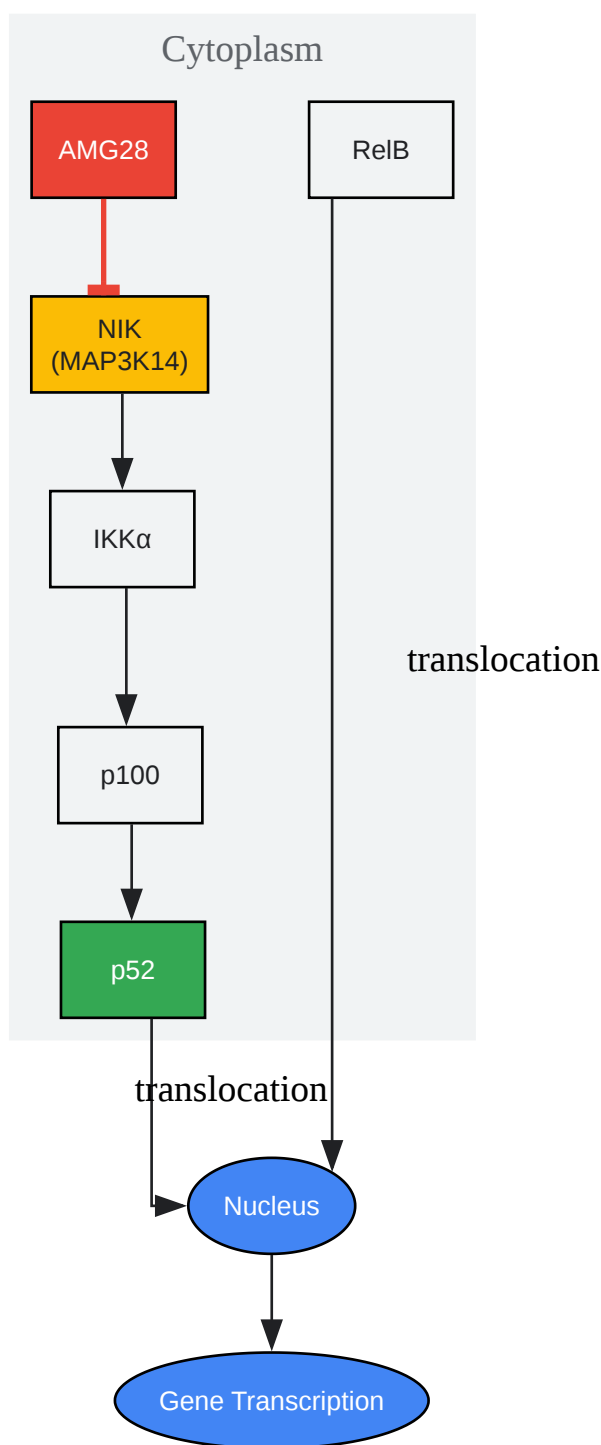 Cytoplasm
AMG28
RelB
NIK
(MAP3K14)
IKKα
translocation
p100
p52
translocation
Nucleus
Gene Transcription